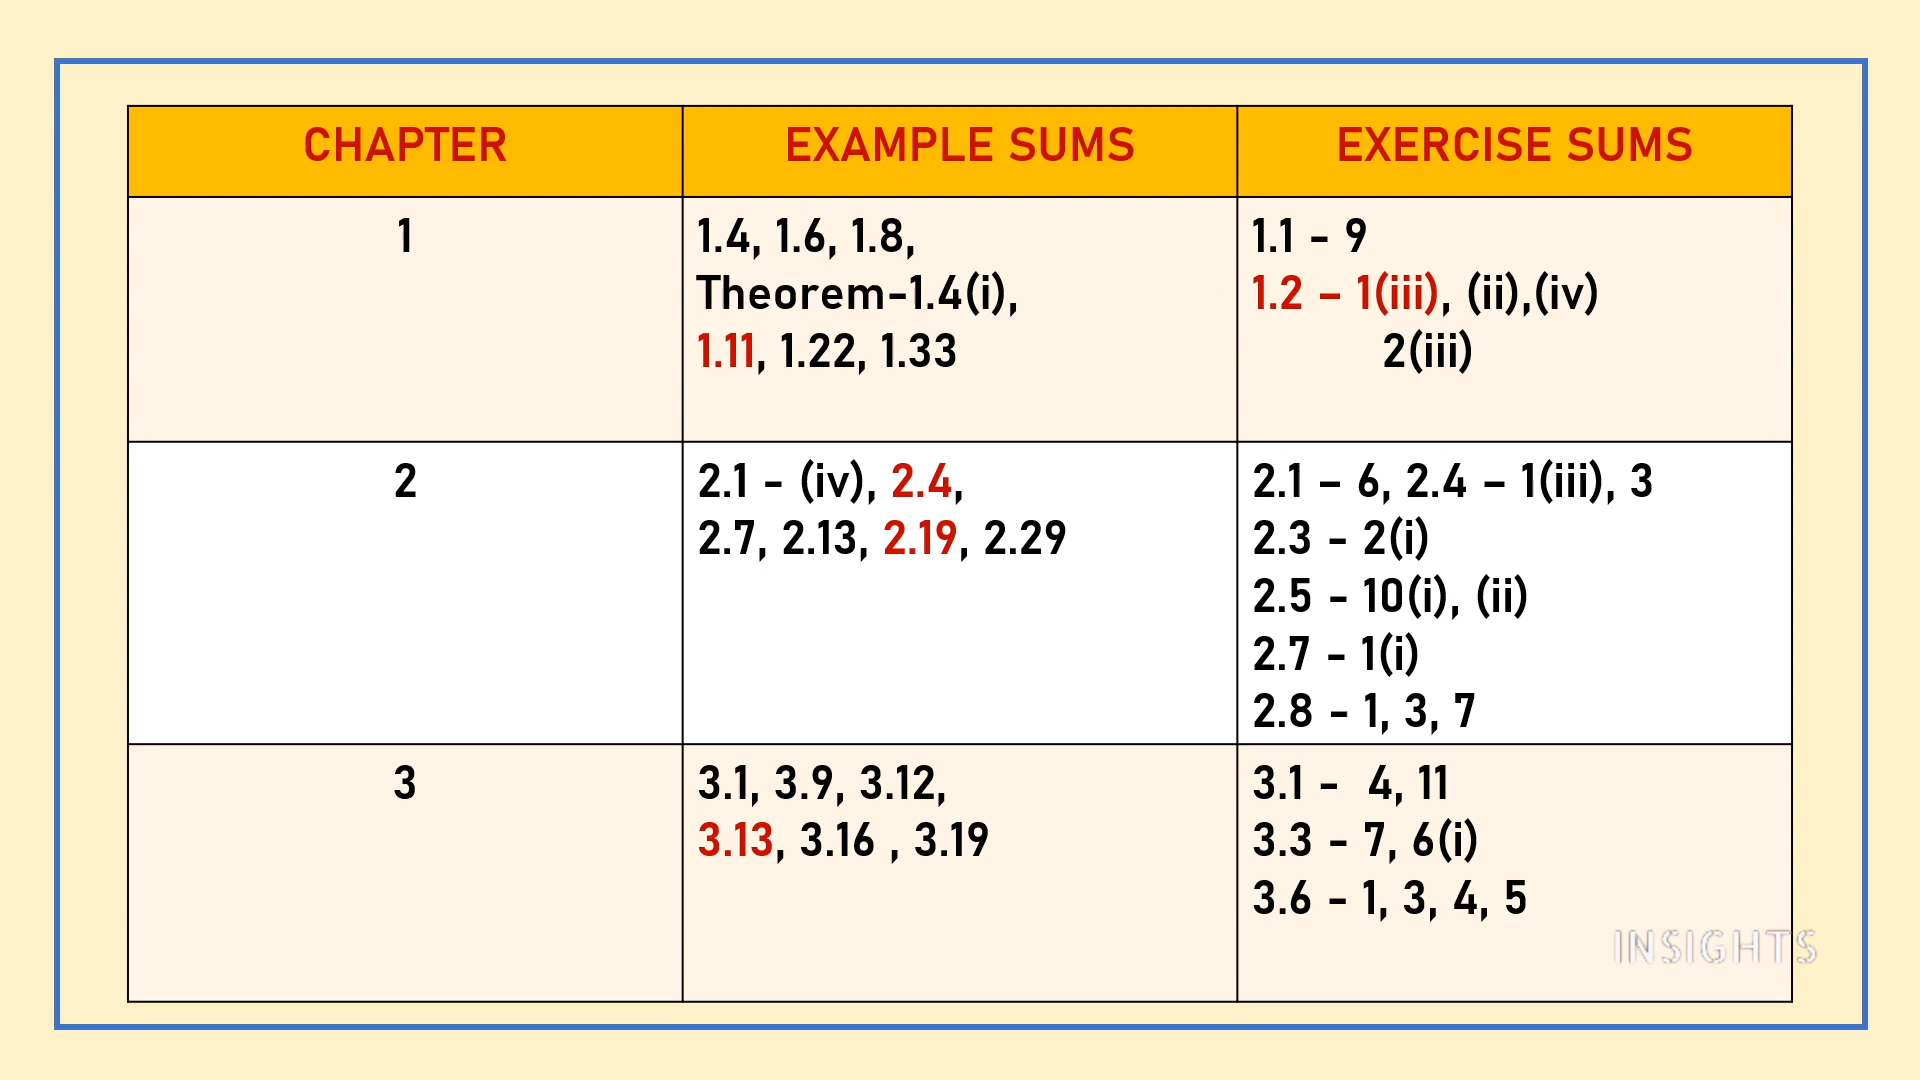 CHAPTER EXAMPLE SUMS EXERCISE SUMS
1
1.4, 1.6, 1.8,
Theorem-1.4(i),
1.11, 1.22, 1.33
1.1 - 9
1.2 – 1(iii), (ii),(iv)
2(iii)
2
2.1 - (iv), 2.4,
2.7, 2.13, 2.19, 2.29
2.1 – 6, 2.4 – 1(iii), 3
2.3 - 2(i)
2.5 - 10(i), (ii)
2.7 - 1(i)
2.8 - 1, 3, 7
3
3.1, 3.9, 3.12,
3.13, 3.16 , 3.19
3.1 - 4, 11
3.3 - 7, 6(i)
3.6 - 1, 3, 4, 5
INSIGHTS